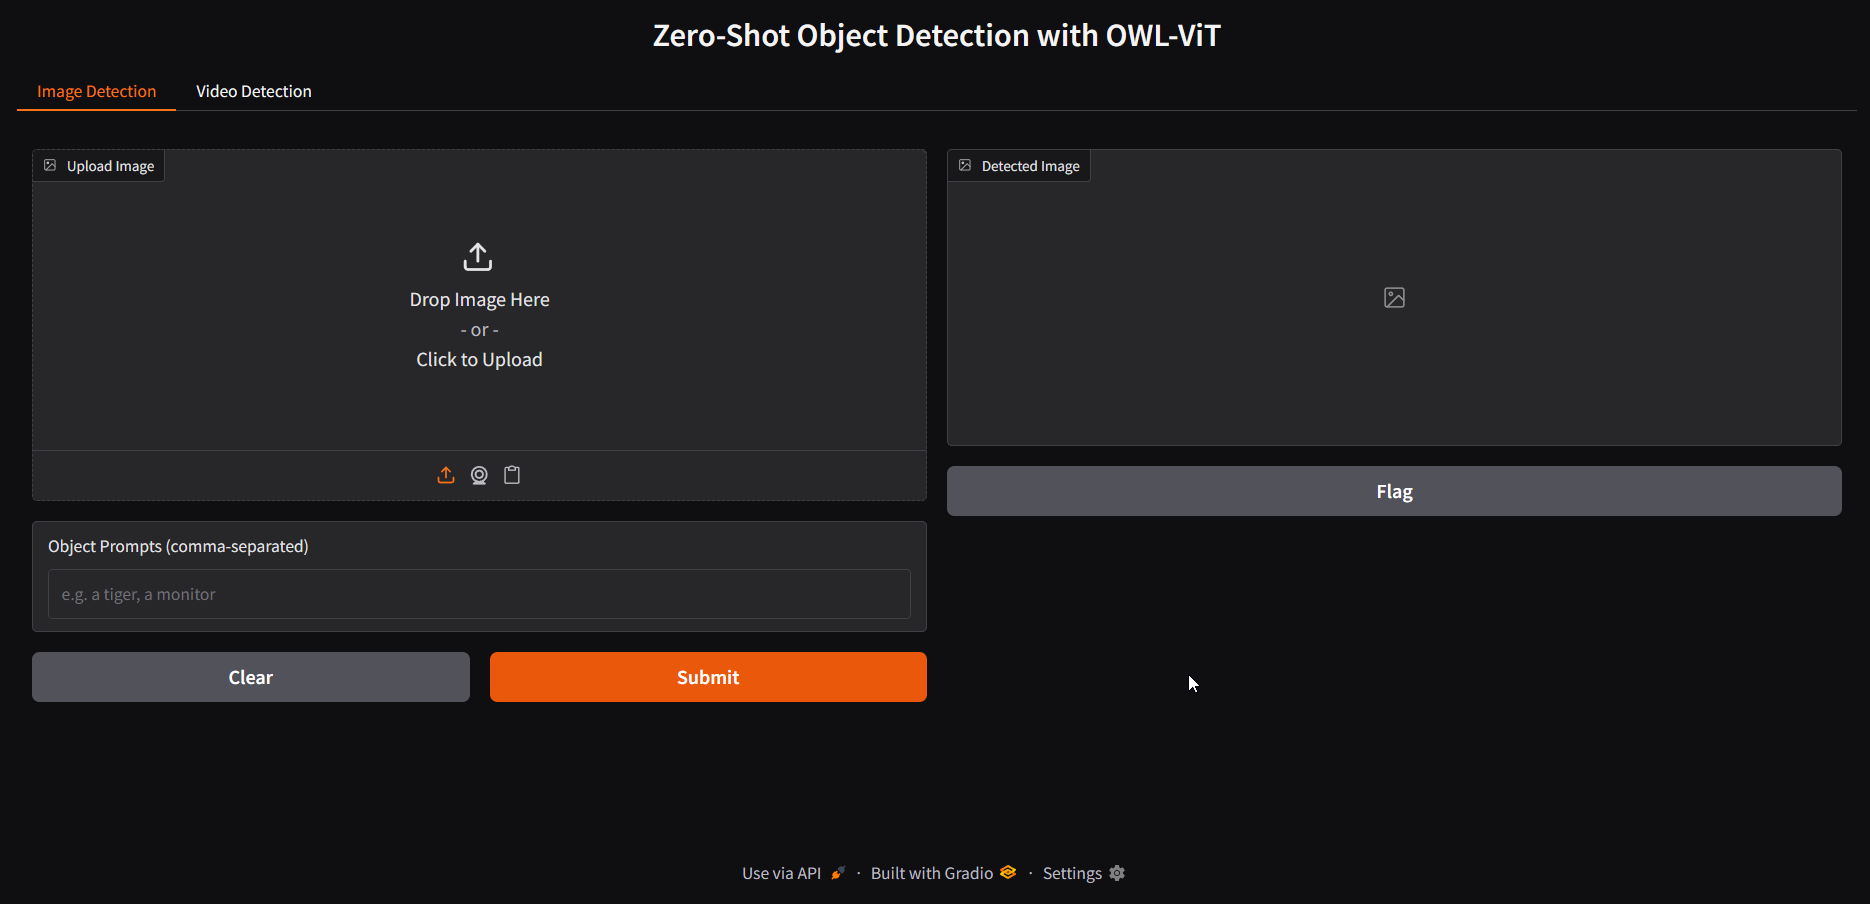 Zero-Shot Object Detection with OWL-ViT
Image Detection
Video Detection
Upload Image
Drop Image Here
- or -
Click to Upload
Object Prompts (comma-separated)
e.g. a tiger, a monitor
Clear
Submit
Detected Image
Flag
Use via API · Built with Gradio · Settings